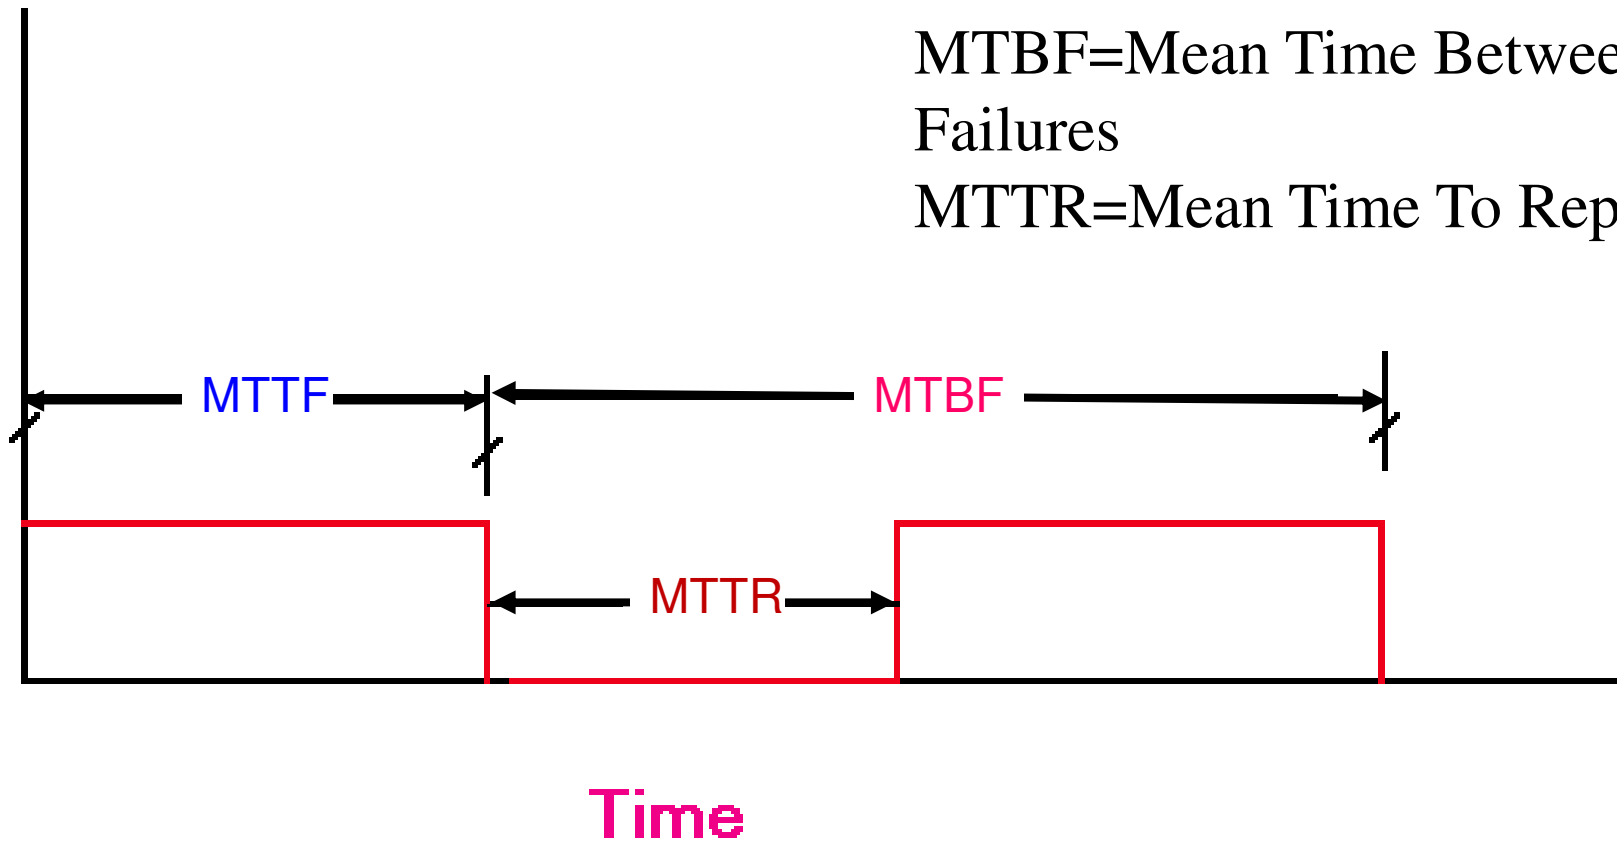 MTBF=Mean Time Betwee
Failures
MTTR=Mean Time To Rep
MTTF
MTBF
MTTR
Time